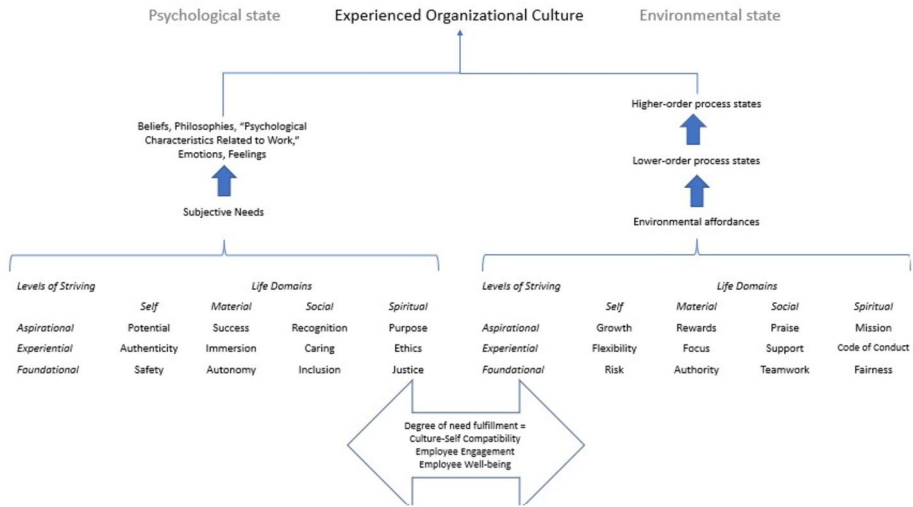 Psychological state
Experienced Organizational Culture
Environmental state
Beliefs, Philosophies, "Psychological
Characteristics Related to Work,"
Emotions, Feelings
Subjective Needs
Higher-order process states
Lower-order process states
Environmental affordances
Levels of Striving Life Domains
Self Material Social Spiritual
Aspirational Potential Success Recognition Purpose
Experiential Authenticity Immersion Caring Ethics
Foundational Safety Autonomy Inclusion Justice
Levels of Striving Life Domains
Self Material Social Spiritual
Aspirational Growth Rewards Praise Mission
Experiential Flexibility Focus Support Code of Conduct
Foundational Risk Authority Teamwork Fairness
Degree of need fulfillment =
Culture-Self Compatibility
Employee Engagement
Employee Well-being